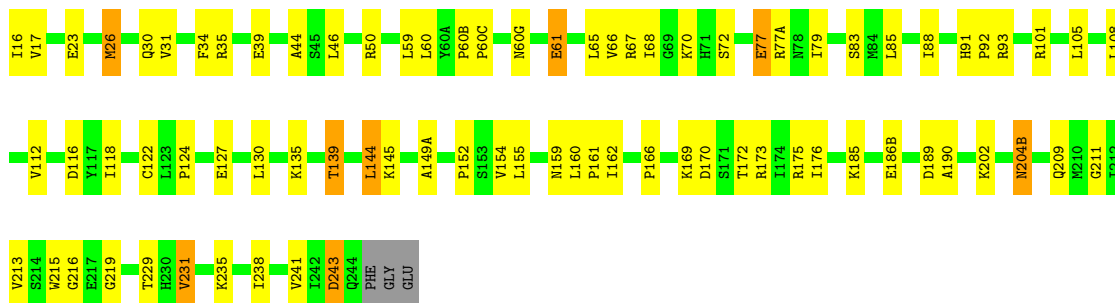 I16 V17 E23 M26 Q30 V31 F34 R35 E39 A44 S45 L46 R50 L59 L60 Y60A P60B P60C N60G E61 L65 V66 R67 I68 G69 K70 H71 S72 E77 R77A N78 I79 S83 M84 L85 I88 H91 P92 R93 R101 L105
V112 D116 Y117 I118 C122 L123 P124 E127 L130 K135 T139 L144 K145 A149A P152 S153 V154 L155 N159 L160 P161 I162 P166 K169 D170 S171 T172 R173 I174 R175 I176 K185 E186B D189 A190 K202 N204B Q209 M210 G211
V213 S214 W215 G216 E217 G219 T229 H230 V231 K235 I238 V241 I242 D243 Q244 PHE GLY GLU